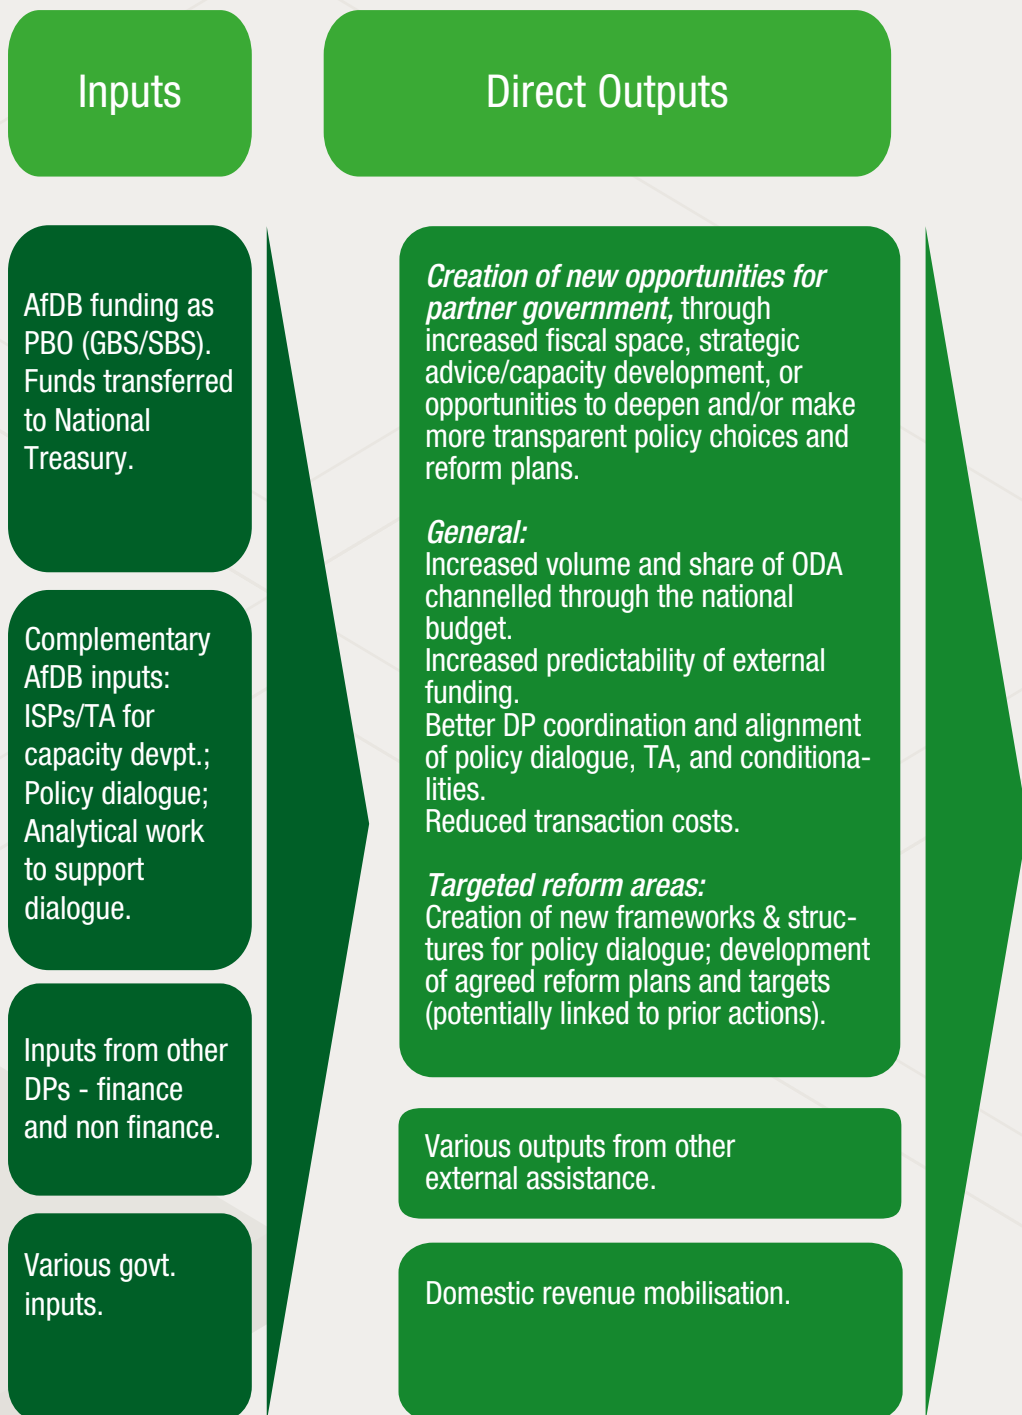 Inputs
Direct Outputs
AfDB funding as
PBO (GBS/SBS).
Funds transferred
to National
Treasury.
Complementary
AfDB inputs:
ISPs/TA for
capacity devpt.;
Policy dialogue;
Analytical work
to support
dialogue.
Inputs from other
DPs - finance
and non finance.
Various govt.
inputs.
Creation of new opportunities for
partner government, through
increased fiscal space, strategic
advice/capacity development, or
opportunities to deepen and/or make
more transparent policy choices and
reform plans.
General:
Increased volume and share of ODA
channelled through the national
budget.
Increased predictability of external
funding.
Better DP coordination and alignment
of policy dialogue, TA, and conditiona-
lities.
Reduced transaction costs.
Targeted reform areas:
Creation of new frameworks & struc-
tures for policy dialogue; development
of agreed reform plans and targets
(potentially linked to prior actions).
Various outputs from other
external assistance.
Domestic revenue mobilisation.